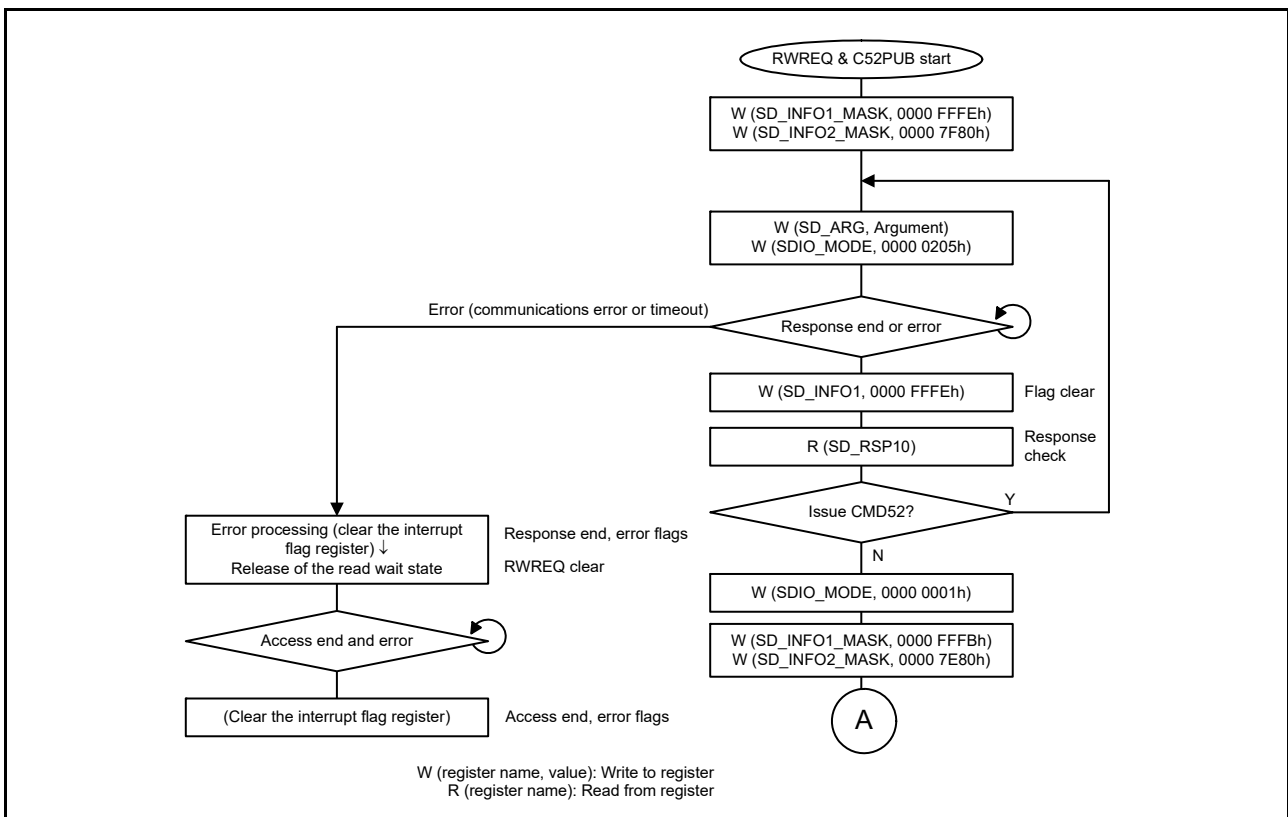 RWREQ & C52PUB start
W (SD_INFO1_MASK, 0000 FFFEh)
W (SD_INFO2_MASK, 0000 7F80h)
W (SD_ARG, Argument)
W (SDIO_MODE, 0000 0205h)
Error (communications error or timeout)
Response end or error
W (SD_INFO1, 0000 FFFEh)
Flag clear
R (SD_RSP10)
Response
check
Issue CMD52?
Y
N
Error processing (clear the interrupt
flag register) ↓
Release of the read wait state
Response end, error flags
RWREQ clear
W (SDIO_MODE, 0000 0001h)
Access end and error
W (SD_INFO1_MASK, 0000 FFFBh)
W (SD_INFO2_MASK, 0000 7E80h)
(Clear the interrupt flag register)
Access end, error flags
A
W (register name, value): Write to register
R (register name): Read from register